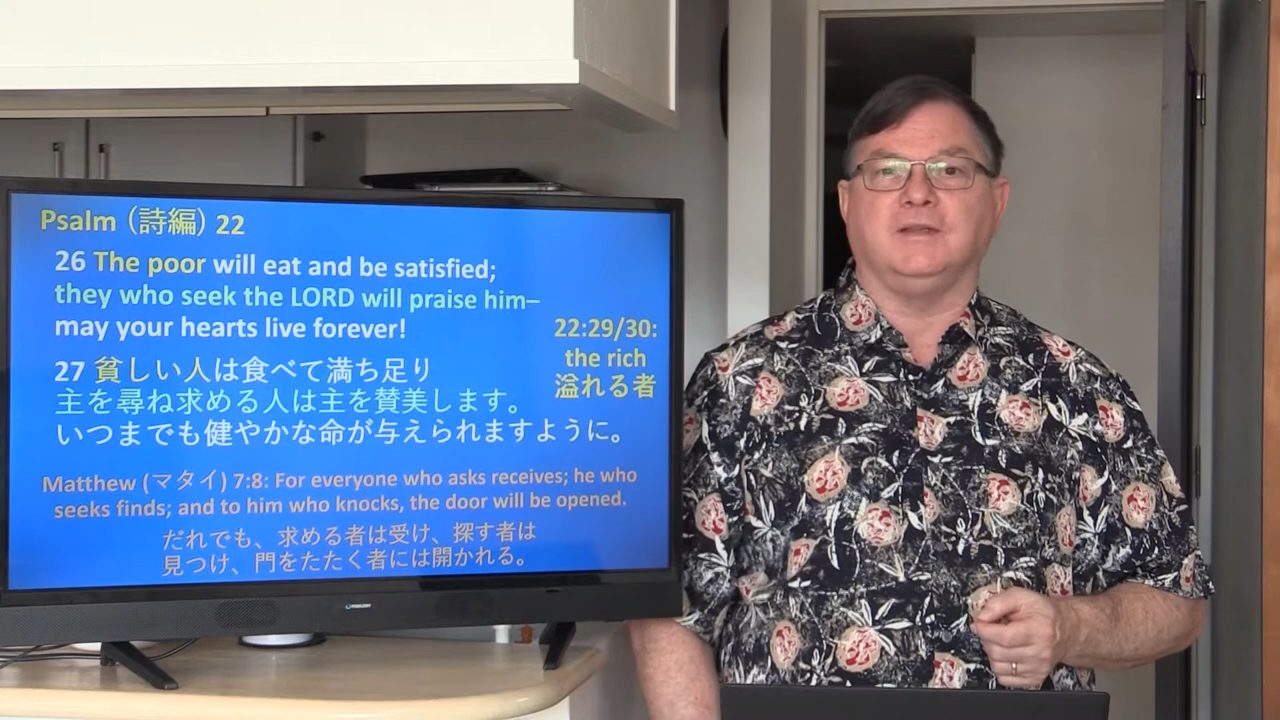 Psalm (詩編) 22
26 The poor will eat and be satisfied;
they who seek the LORD will praise him–
may your hearts live forever!
22:29/30:
the rich
溢れる者
27 貧しい人は食べて満ち足り
主を尋ね求める人は主を賛美します。
いつまでも健やかな命が与えられますように。
Matthew (マタイ) 7:8: For everyone who asks receives; he who
seeks finds; and to him who knocks, the door will be opened.
だれでも、求める者は受け、探す者は
見つけ、門をたたく者には開かれる。